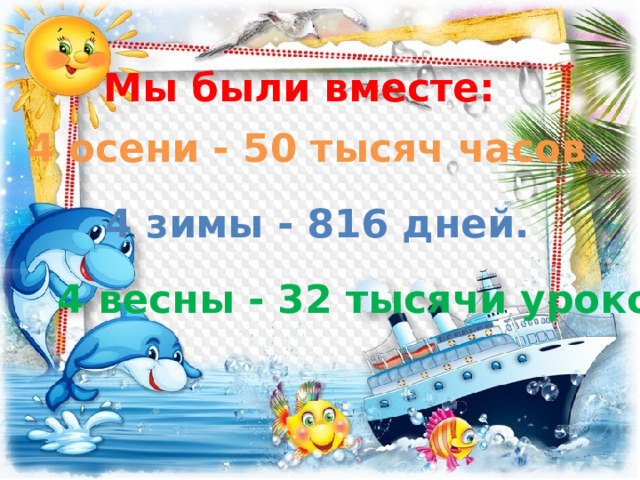 Мы были вместе:
4 осени - 50 тысяч часов.
4 зимы - 816 дней.
4 весны - 32 тысячи уроко